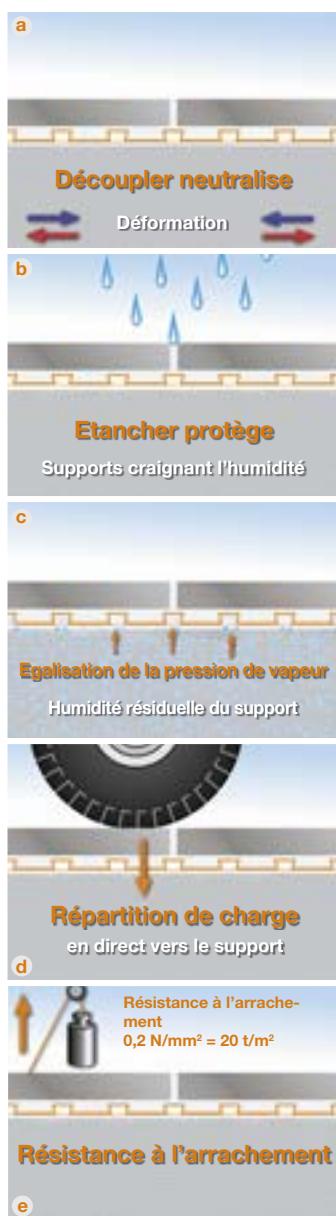 a
Découpler neutralise
Déformation
b
Etancher protège
Supports craignant l'humidité
c
Egalisation de la pression de vapeur
Humidité résiduelle du support
Répartition de charge
en direct vers le support
d
Résistance à l'arrache-
ment
0,2 N/mm² = 20 t/m²
Résistance à l'arrachement
e